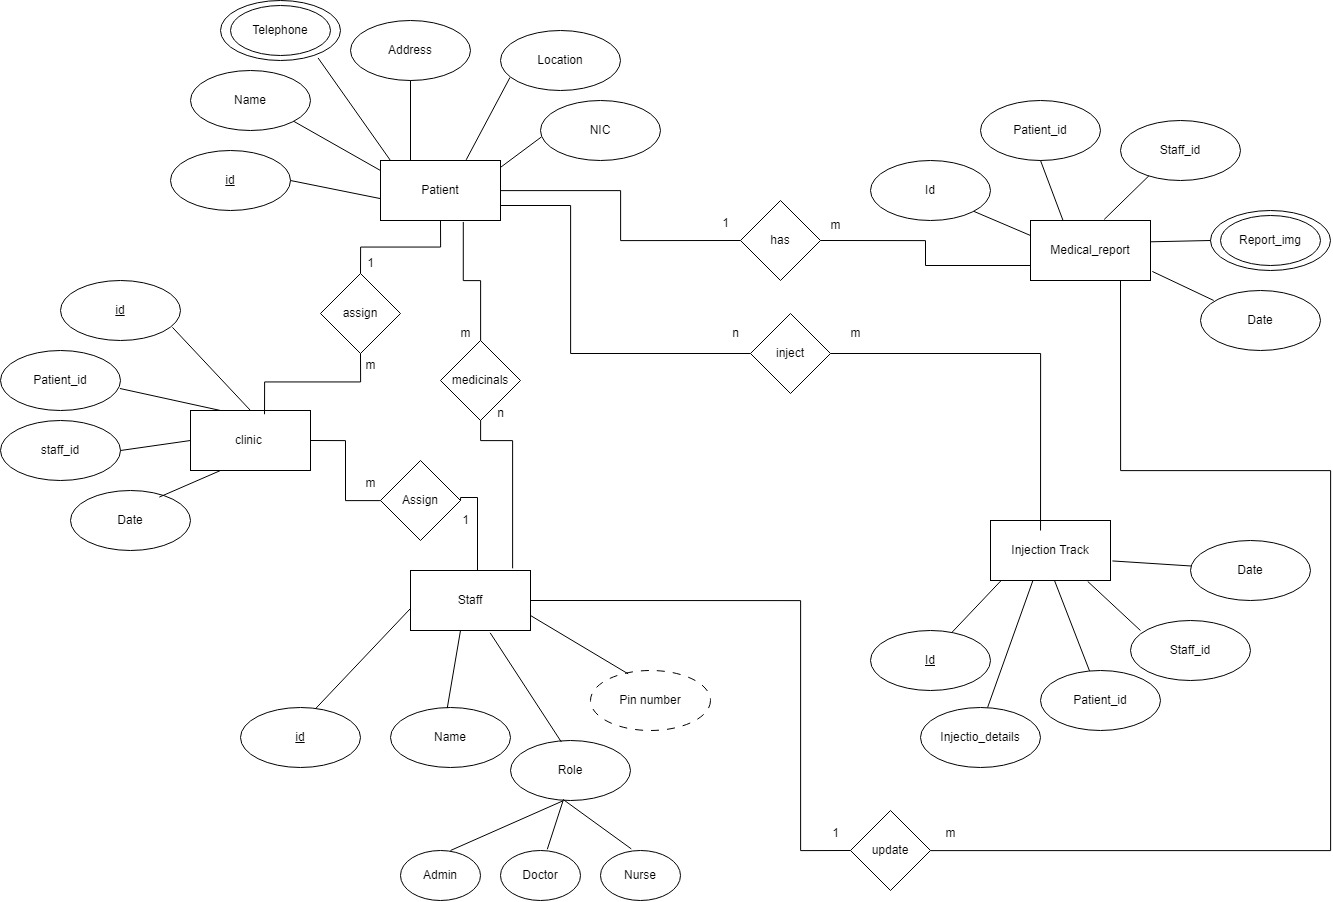 Telephone
Address
Location
Name
NIC
id
Patient
Patient_id
Staff_id
Id
1
m
has
Medical_report
Report_img
Date
1
assign
m
m
medicinals
n
n
m
inject
id
Patient_id
clinic
staff_id
Date
m
Assign
1
Injection Track
Date
Staff
Id
Staff_id
Patient_id
Injectio_details
Pin number
id
Name
Role
Admin
Doctor
Nurse
1
m
update